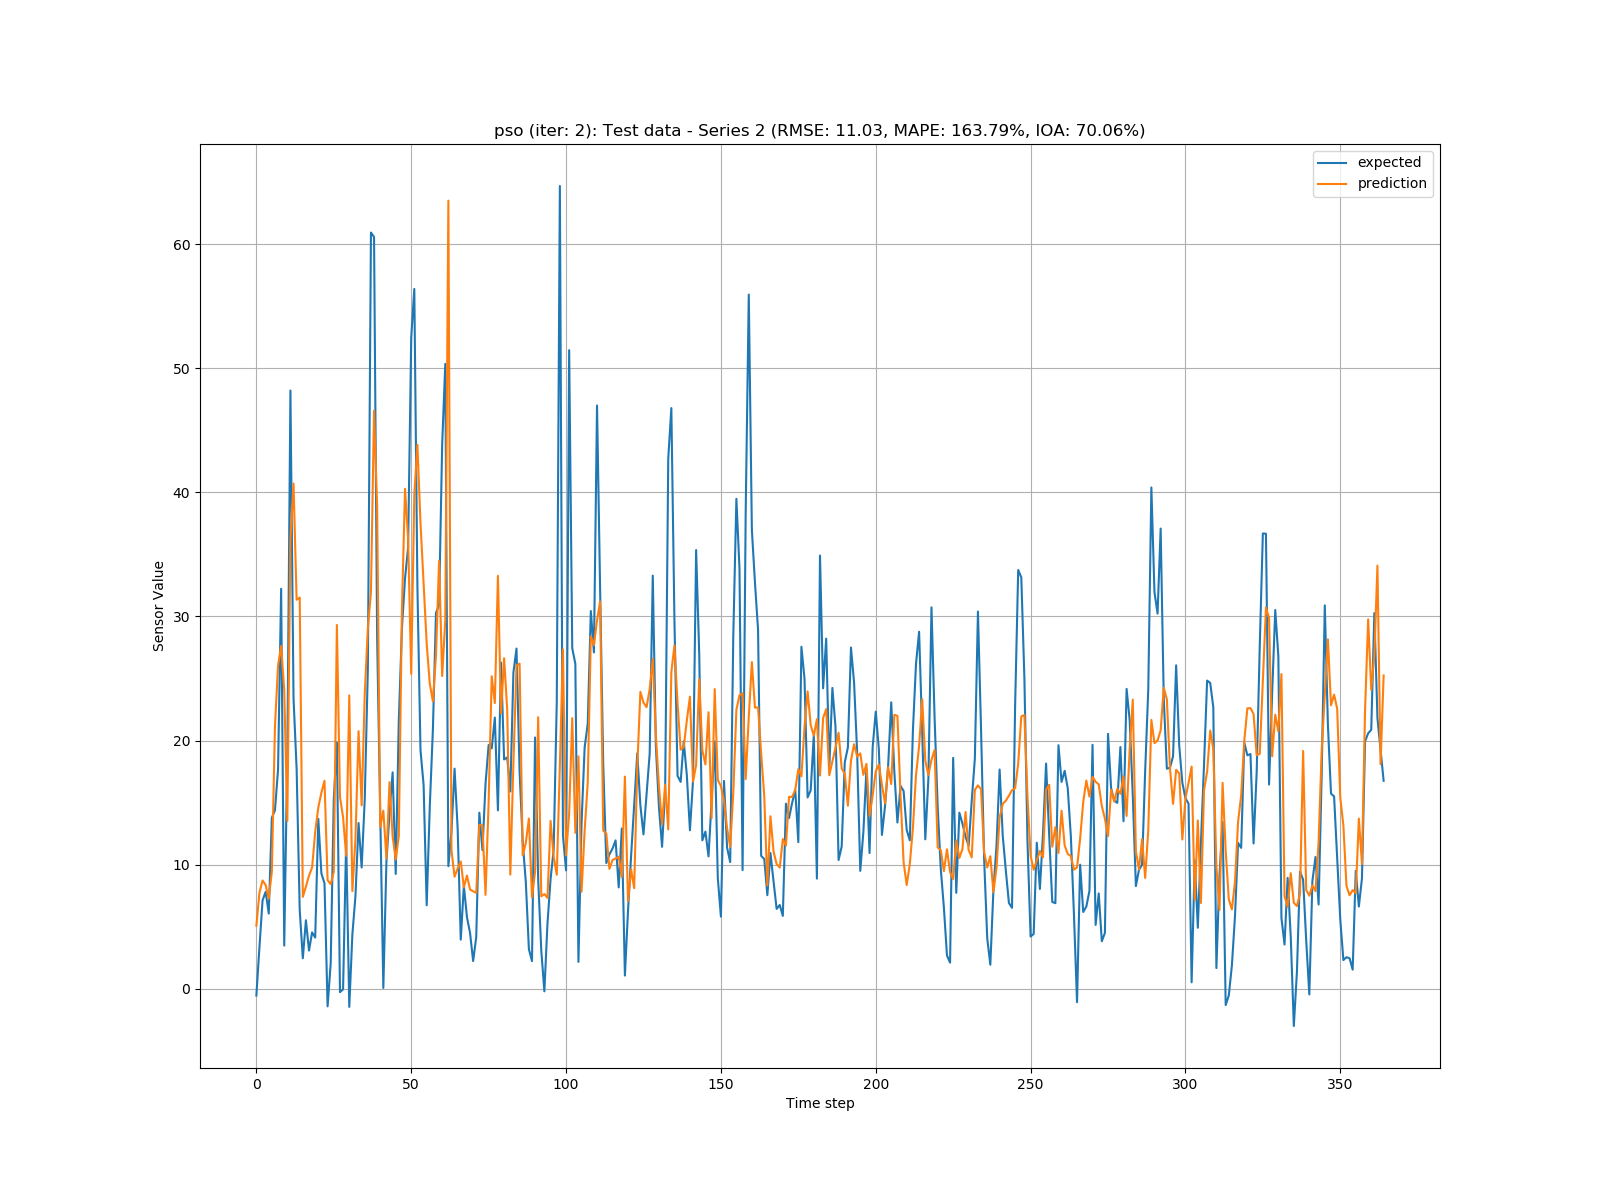 pso (iter: 2): Test data - Series 2 (RMSE: 11.03, MAPE: 163.79%, IOA: 70.06%)
expected
prediction
60
50
40
30
20
10
0
Sensor Value
0 50 100 150 200 250 300 350
Time step